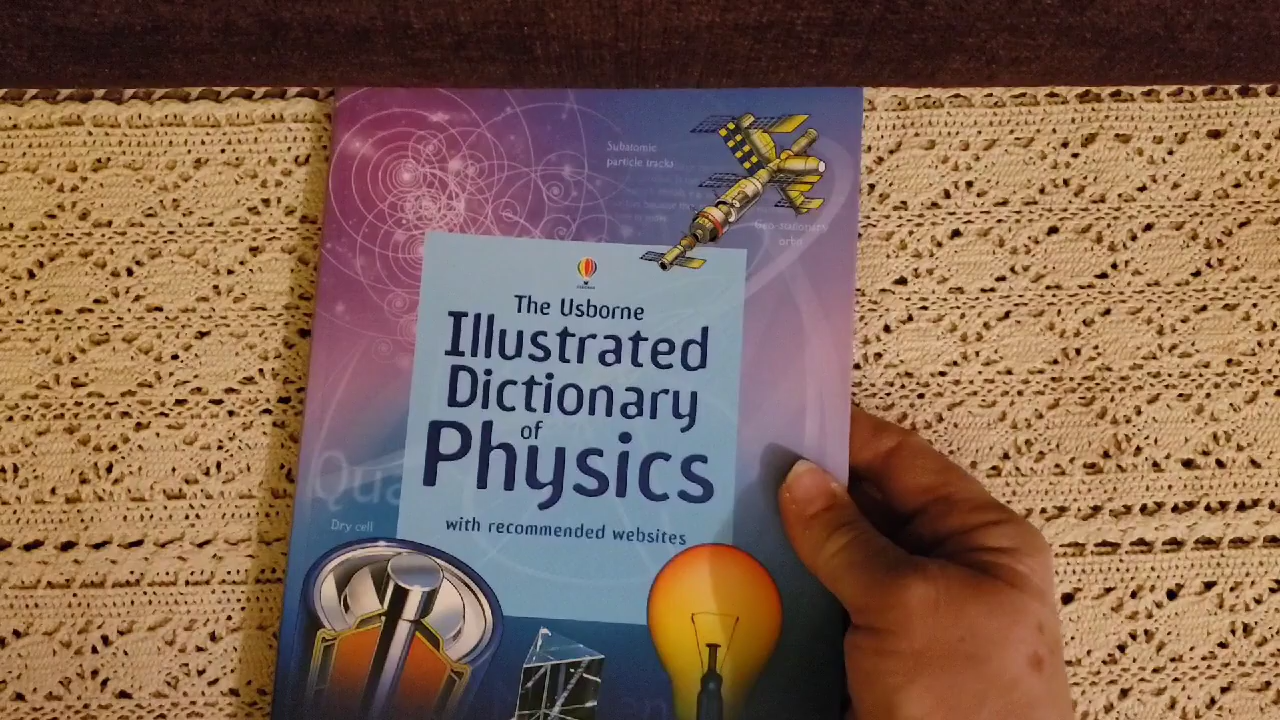 Subatomic
particle tracks
The Usborne
Illustrated
Dictionary
of
Physics
with recommended websites
Dry cell